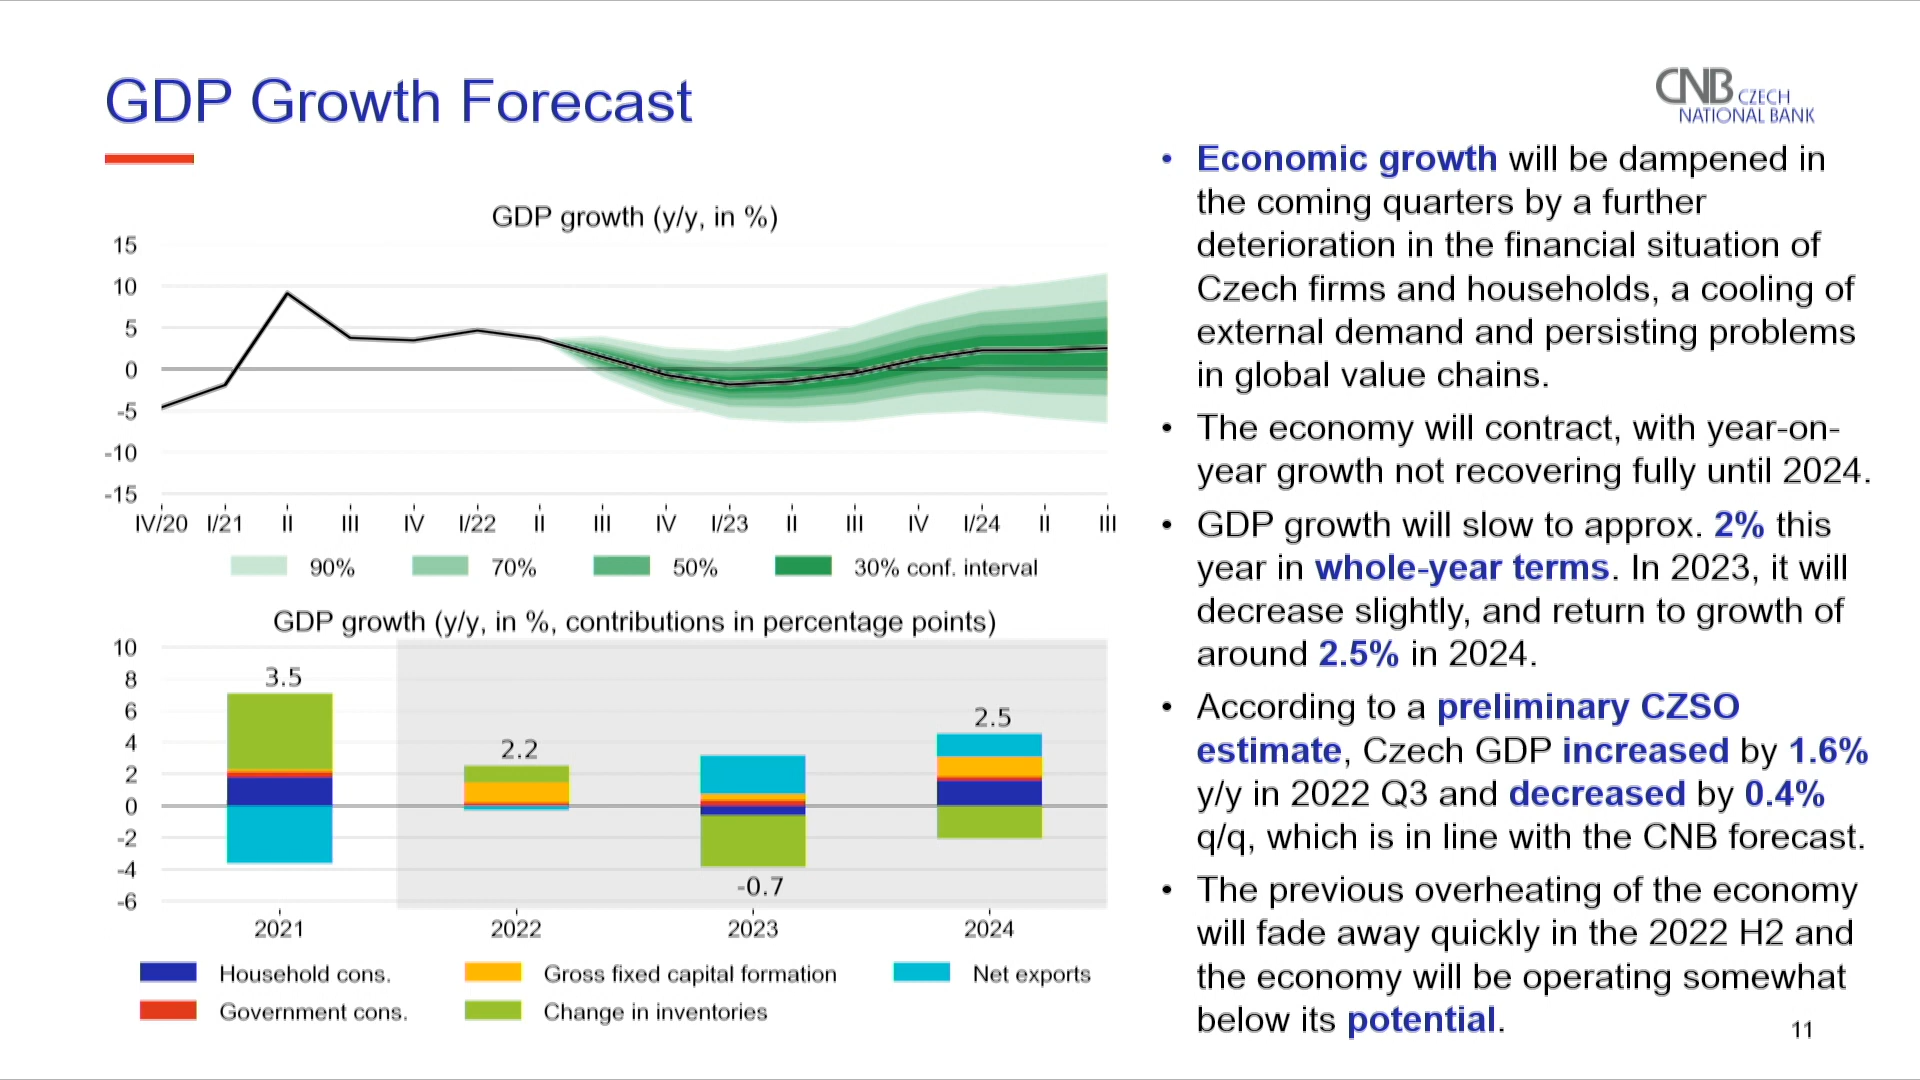 GDP Growth Forecast
CNB CZECH
NATIONAL BANK
GDP growth (y/y, in %)
15
10
5
0
-5
-10
-15
IV/20 I/21 II III IV I/22 II III IV I/23 II III IV I/24 II III
90% 70% 50% 30% conf. interval
GDP growth (y/y, in %, contributions in percentage points)
10
8
6
4
2
0
-2
-4
-6
3.5
2.2
-0.7
2.5
2021 2022 2023 2024
Household cons. Gross fixed capital formation Net exports
Government cons. Change in inventories
• Economic growth will be dampened in
the coming quarters by a further
deterioration in the financial situation of
Czech firms and households, a cooling of
external demand and persisting problems
in global value chains.
• The economy will contract, with year-on-
year growth not recovering fully until 2024.
• GDP growth will slow to approx. 2% this
year in whole-year terms. In 2023, it will
decrease slightly, and return to growth of
around 2.5% in 2024.
• According to a preliminary CZSO
estimate, Czech GDP increased by 1.6%
y/y in 2022 Q3 and decreased by 0.4%
q/q, which is in line with the CNB forecast.
• The previous overheating of the economy
will fade away quickly in the 2022 H2 and
the economy will be operating somewhat
below its potential.
11